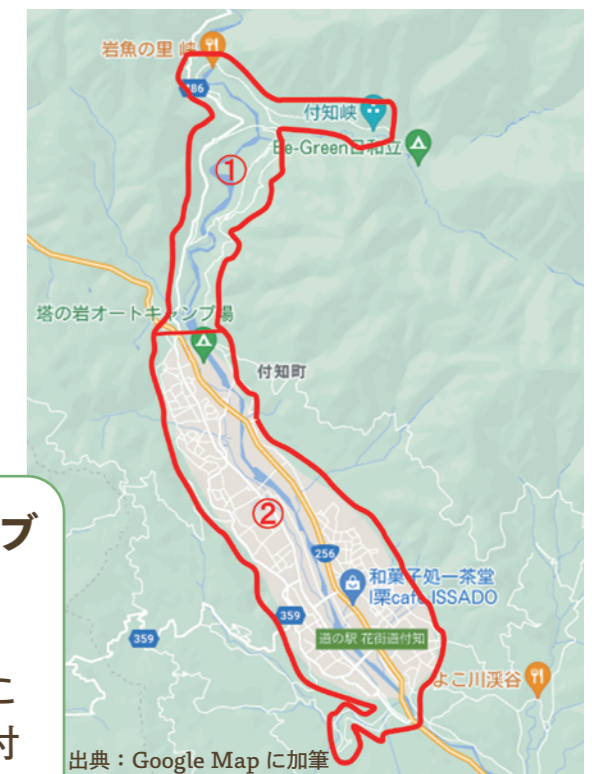 岩魚の里 峡
486
付知峡
Be-Green日和立
①
塔の岩オートキャンプ場
付知町
②
ブ
256
和菓子処一茶堂
I栗cafe ISSADO
359
道の駅 花街道付知
359
よこ川渓谷
に
付
出典：Google Map に加筆